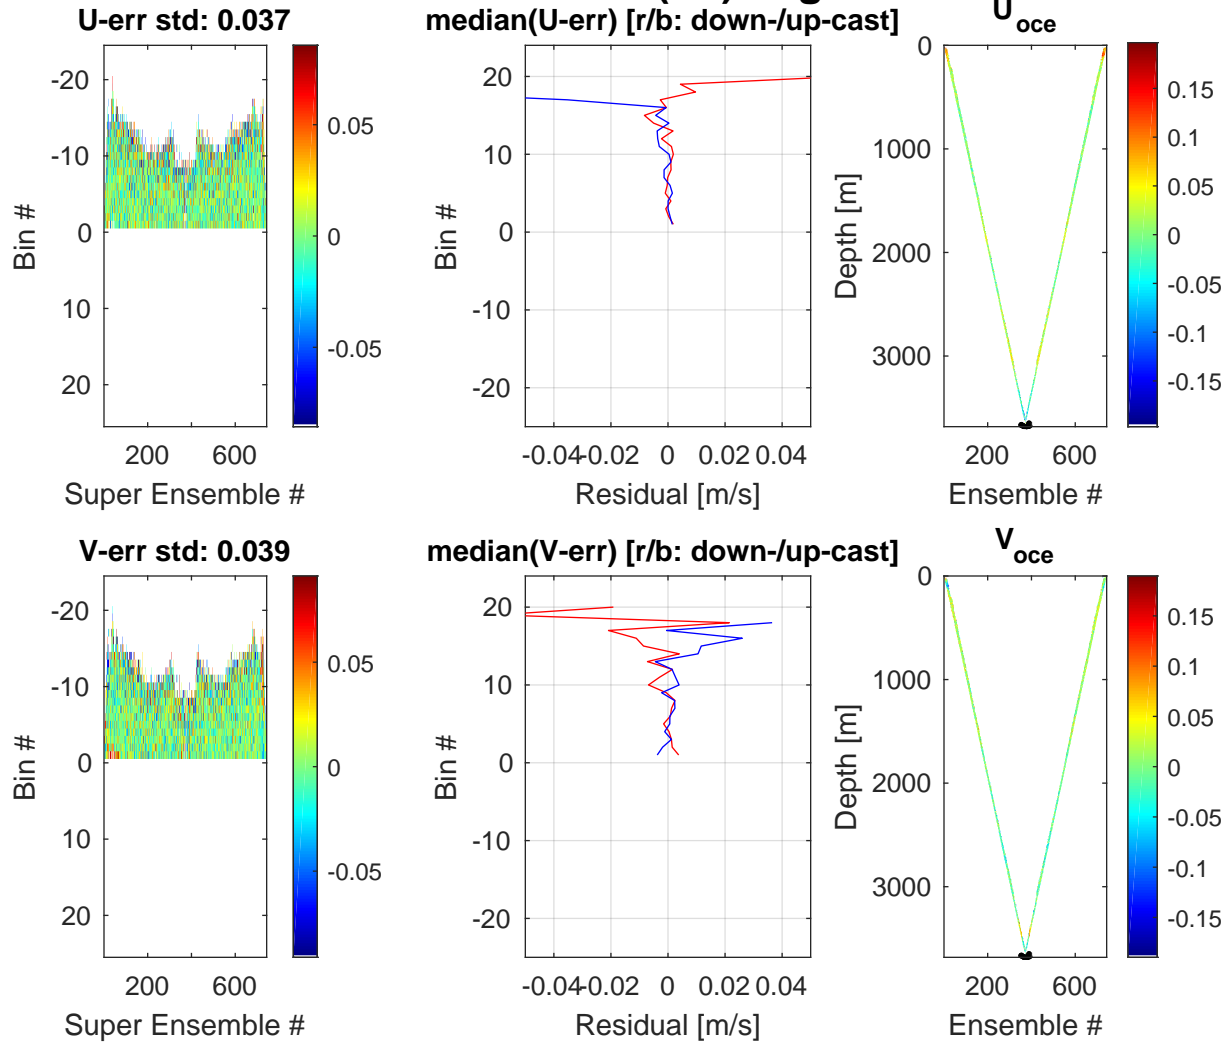 U-err std: 0.037
-20
-10
0
10
20
200 600
Super Ensemble #
Bin #
0.05
0
-0.05
median(U-err) [r/b: down-/up-cast]
20
10
0
-10
-20
-0.04 -0.02 0 0.02 0.04
Residual [m/s]
Bin #
U oce
0
1000
2000
3000
200 600
Ensemble #
Depth [m]
0.15
0.1
0.05
0
-0.05
-0.1
-0.15
V-err std: 0.039
-20
-10
0
10
20
200 600
Super Ensemble #
Bin #
0.05
0
-0.05
median(V-err) [r/b: down-/up-cast]
20
10
0
-10
-20
-0.04 -0.02 0 0.02 0.04
Residual [m/s]
Bin #
V oce
0
1000
2000
3000
200 600
Ensemble #
Depth [m]
0.15
0.1
0.05
0
-0.05
-0.1
-0.15